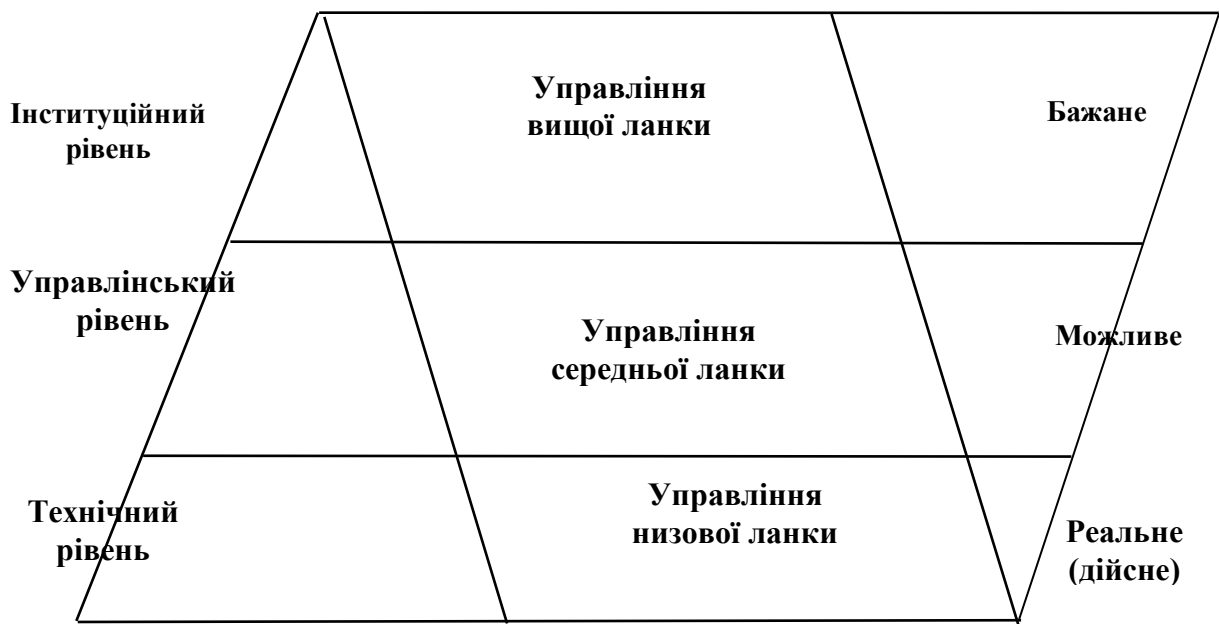 Інституційний
рівень
Управління
вищої ланки
Бажане
Управлінський
рівень
Управління
середньої ланки
Можливе
Технічний
рівень
Управління
низової ланки
Реальне
(дійсне)